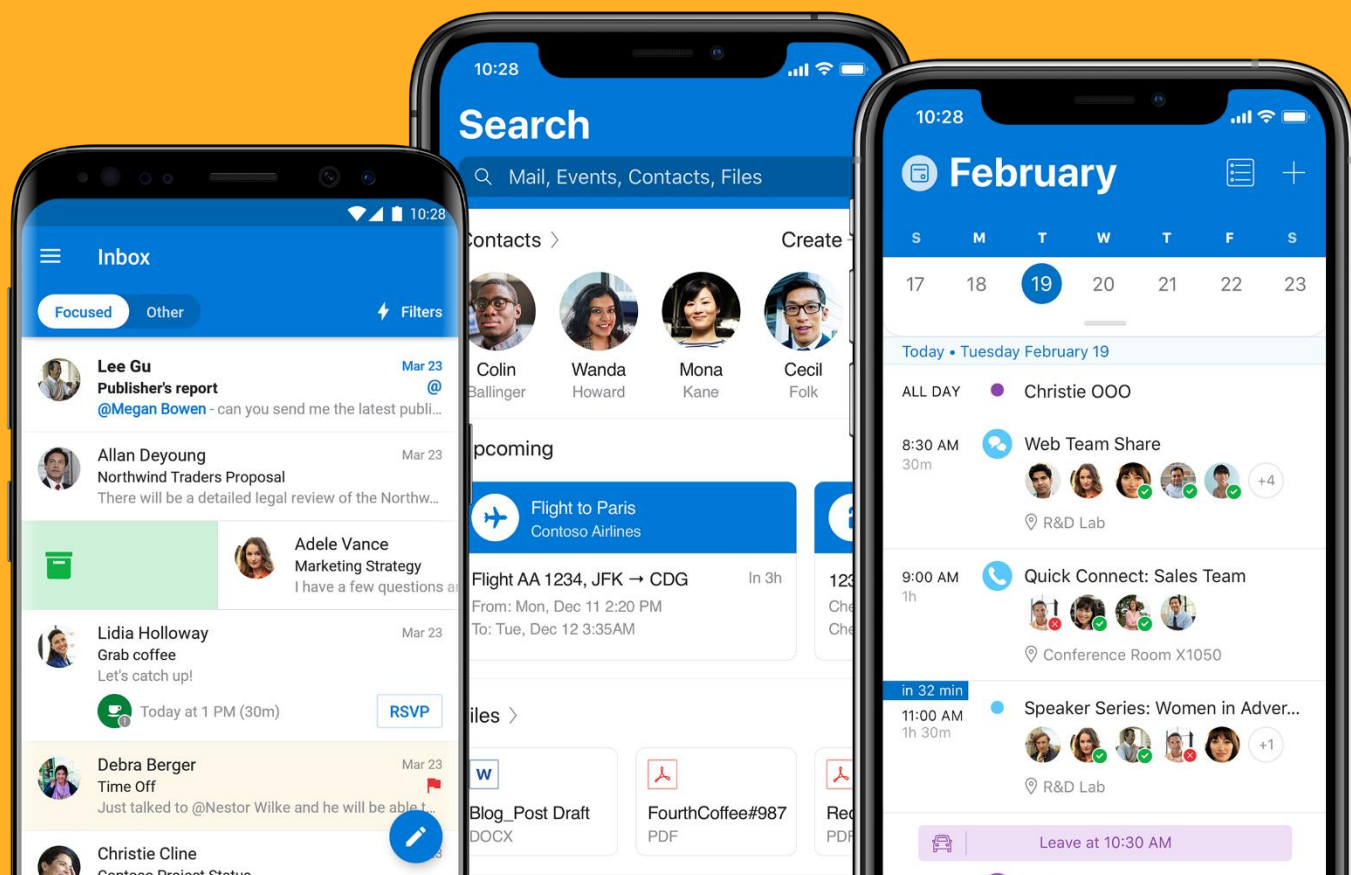 10:28
Inbox
Focused
Other
Filters
Lee Gu
Mar 23
Publisher's report
@
@Megan Bowen - can you send me the latest publi...
Allan Deyoung
Mar 23
Northwind Traders Proposal
There will be a detailed legal review of the Northw...
Adele Vance
Marketing Strategy
I have a few questions
Lidia Holloway
Mar 23
Grab coffee
Let's catch up!
Today at 1 PM (30m)
RSVP
Debra Berger
Mar 23
Time Off
Just talked to @Nestor Wilke and he will be able t...
Christie Cline
Contoso Project Status
10:28
Search
Mail, Events, Contacts, Files
ontacts >
Create
Colin
Wanda
Mona
Cecil
Ballinger
Howard
Kane
Folk
pcoming
Flight to Paris
Contoso Airlines
Flight AA 1234, JFK → CDG
In 3h
123
From: Mon, Dec 11 2:20 PM
Che
To: Tue, Dec 12 3:35AM
Che
iles >
W
Blog_Post Draft
FourthCoffee#987
Rec
DOCX
PDF
PDF
10:28
February
S M T W T F S
17 18 19 20 21 22 23
Today • Tuesday February 19
ALL DAY
Christie OOO
8:30 AM
Web Team Share
30m
+4
R&D Lab
9:00 AM
Quick Connect: Sales Team
1h
Conference Room X1050
in 32 min
11:00 AM
Speaker Series: Women in Adver...
1h 30m
+1
R&D Lab
Leave at 10:30 AM